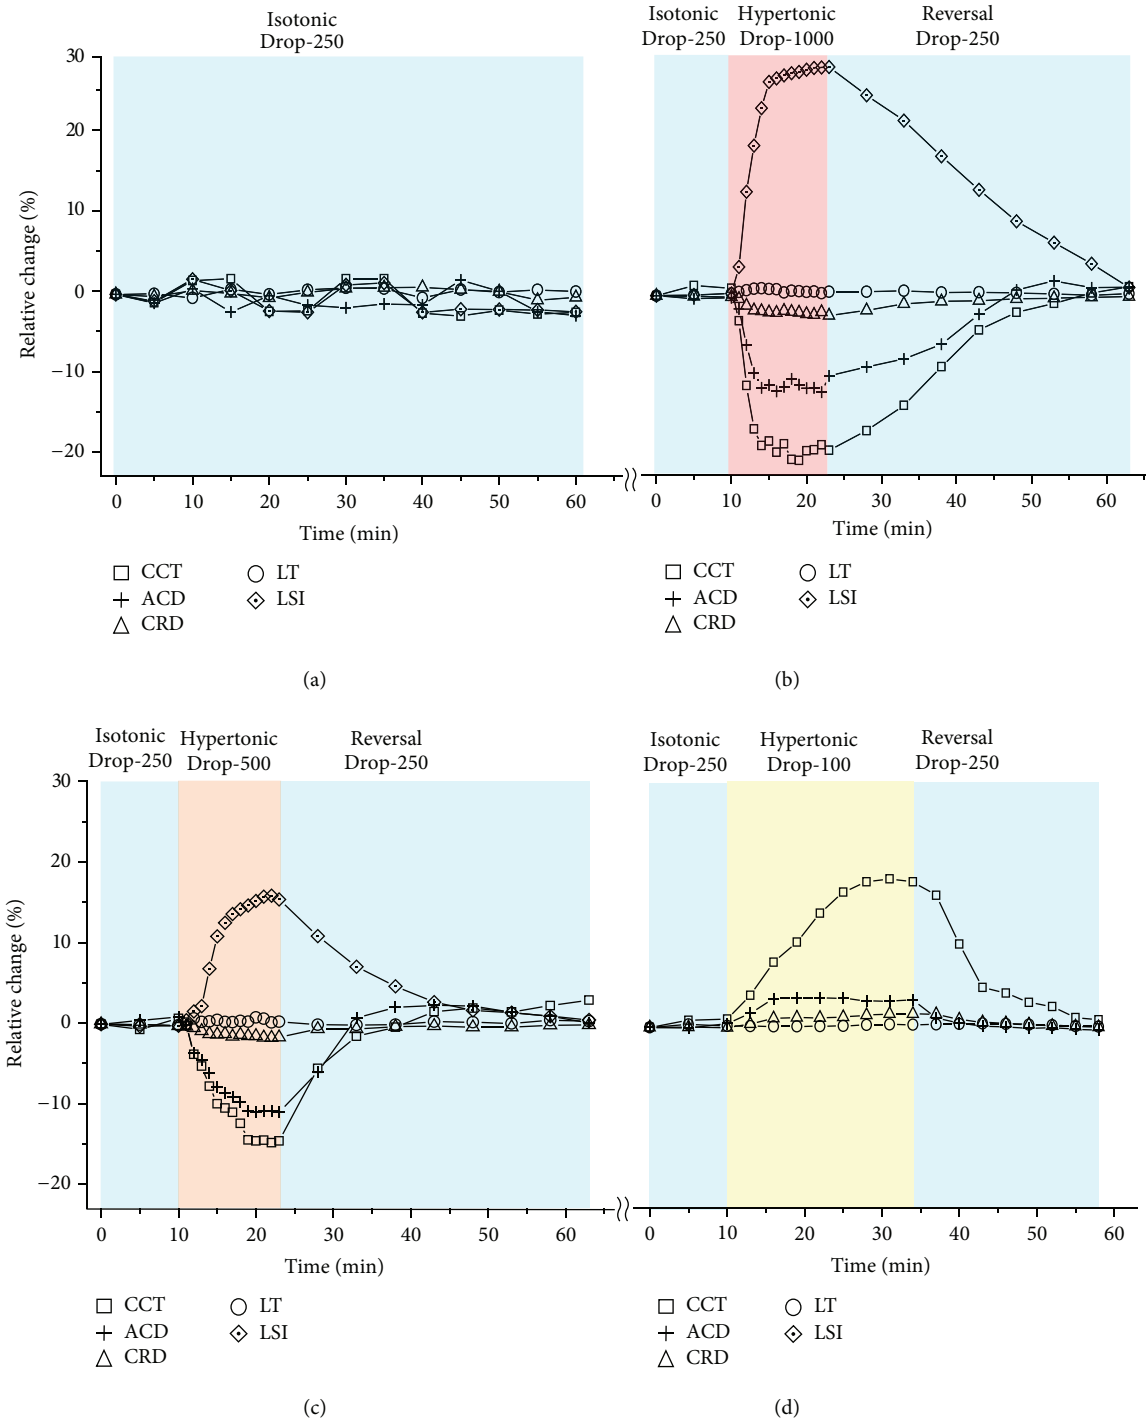 Isotonic
Drop-250
Relative change (%)
30
20
10
0
−10
−20
0 10 20 30 40 50 60
Time (min)
CCT LT
ACD LSI
CRD
(a)
Isotonic Hypertonic Reversal
Drop-250 Drop-1000 Drop-250
0 10 20 30 40 50 60
Time (min)
CCT LT
ACD LSI
CRD
(b)
Isotonic Hypertonic Reversal
Drop-250 Drop-500 Drop-250
Relative change (%)
30
20
10
0
−10
−20
0 10 20 30 40 50 60
Time (min)
CCT LT
ACD LSI
CRD
(c)
Isotonic Hypertonic Reversal
Drop-250 Drop-100 Drop-250
0 10 20 30 40 50 60
Time (min)
CCT LT
ACD LSI
CRD
(d)